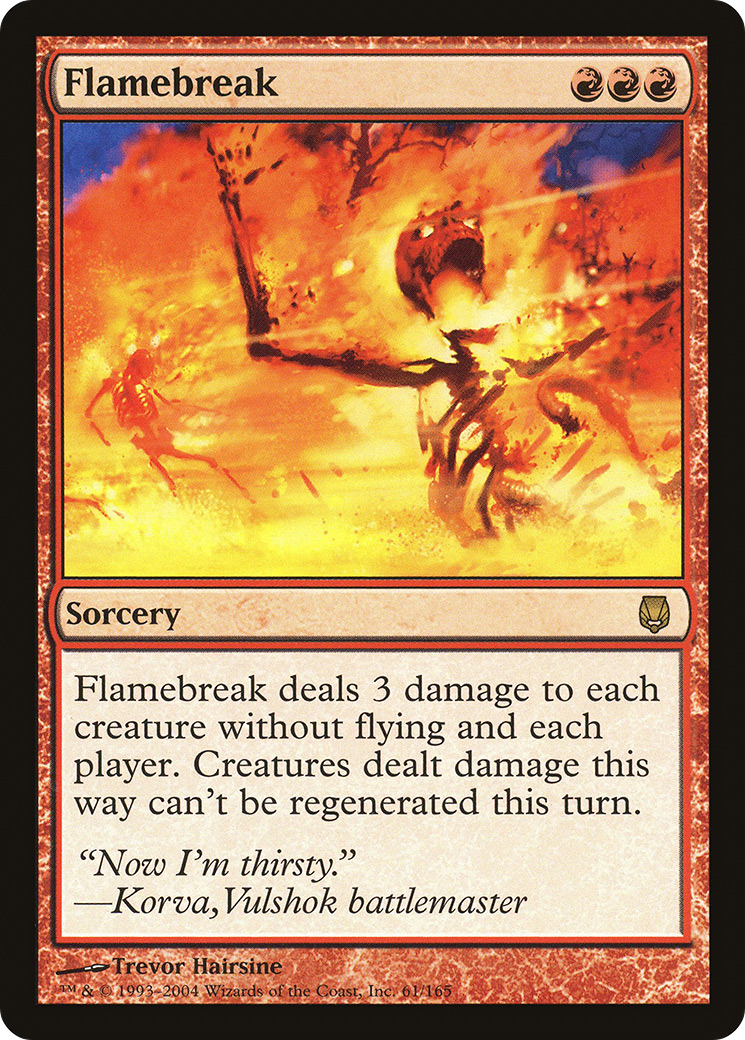 Flamebreak
Sorcery
Flamebreak deals 3 damage to each
creature without flying and each
player. Creatures dealt damage this
way can't be regenerated this turn.
“Now I'm thirsty.”
—Korva, Vulshok battlemaster
Trevor Hairsine
™ & © 1993–2004 Wizards of the Coast, Inc. 61/165